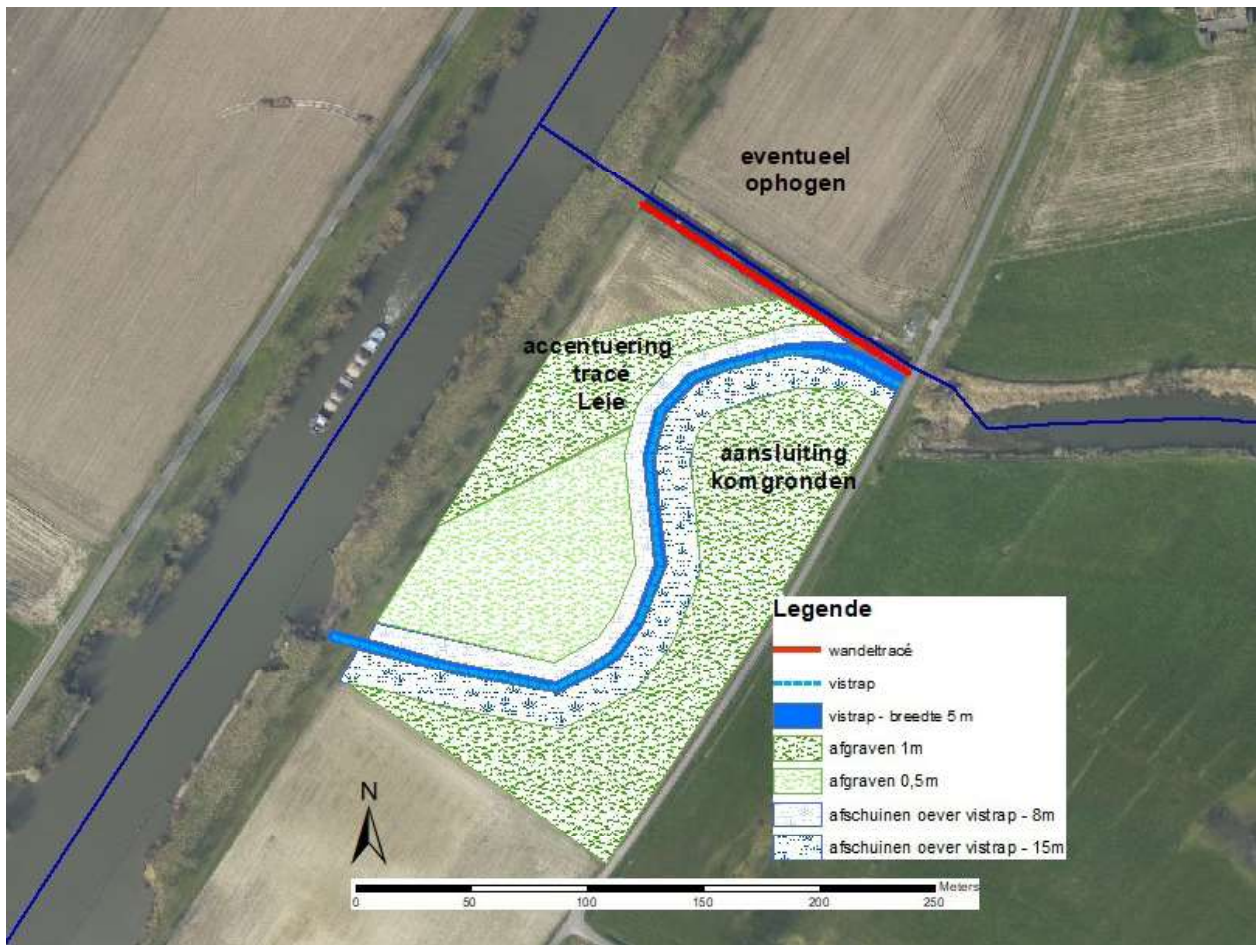 eventueel
ophogen
accentuering
trace
Leie
aansluiting
komgronden
Legende
wandeltracé
vistrap
vistrap - breedte 5 m
afgraven 1m
afgraven 0,5m
afschuinen oever vistrap - 8m
afschuinen oever vistrap - 15m
N
Meters
0 50 100 150 200 250